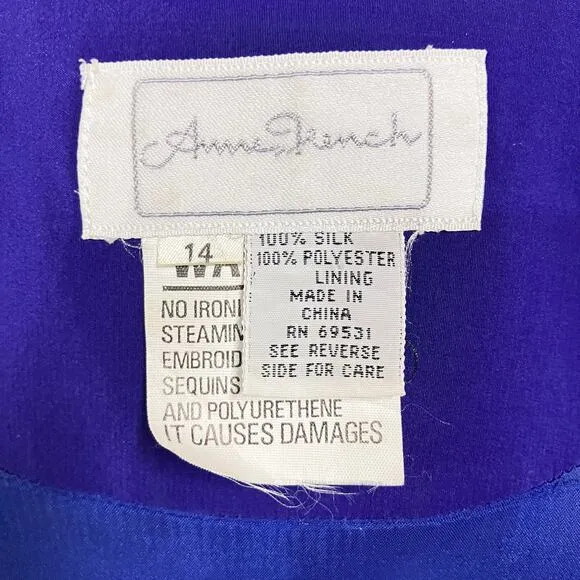 Anne French
14
WA
NO IRONI
STEAMIN
EMBROID
SEQUINS
AND POLYURETHENE
IT CAUSES DAMAGES
100% SILK
100% POLYESTER
LINING
MADE IN
CHINA
RN 69531
SEE REVERSE
SIDE FOR CARE